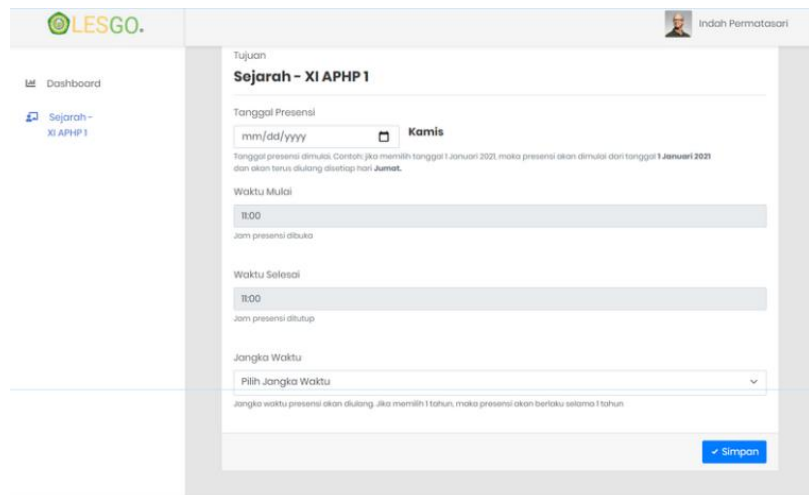 LESGO.
Indah Permatasari
Dashboard
Sejarah -
XI APHP 1
Tujuan
Sejarah - XI APHP 1
Tanggal Presensi
mm/dd/yyyy
Kamis
Tanggal presensi dimulai. Contoh: jika memilih tanggal 1 Januari 2021, maka presensi akan dimulai dari tanggal 1 Januari 2021
dan akan terus diulang disetiap hari Jumat.
Waktu Mulai
11:00
Jam presensi dibuka
Waktu Selesai
11:00
Jam presensi ditutup
Jangka Waktu
Pilih Jangka Waktu
Jangka waktu presensi akan diulang. Jika memilih 1 tahun, maka presensi akan berlaku selama 1 tahun
Simpan